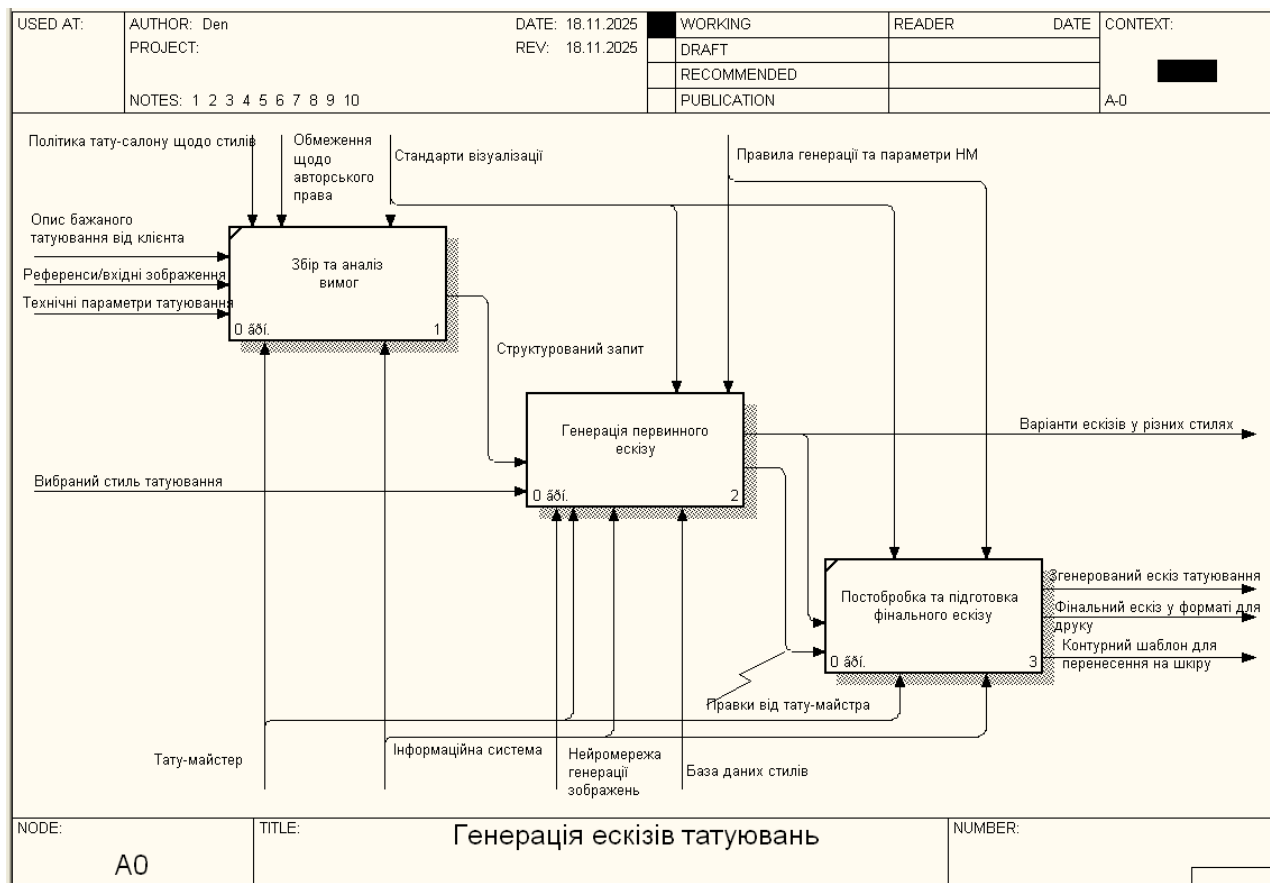 USED AT:
AUTHOR: Den
DATE: 18.11.2025
PROJECT:
REV: 18.11.2025
NOTES: 1 2 3 4 5 6 7 8 9 10
WORKING
DRAFT
RECOMMENDED
PUBLICATION
READER
DATE
CONTEXT:
A-0
Політика тату-салону щодо стилів
Обмеження
щодо
авторського
права
Стандарти візуалізації
Правила генерації та параметри НМ
Опис бажаного
татуювання від клієнта
Референси/вхідні зображення
Технічні параметри татуювання
Збір та аналіз
вимог
0 ăðí.
1
Структурований запит
Генерація первинного
ескізу
0 ăðí.
2
Варіанти ескізів у різних стилях
Вибраний стиль татуювання
Постобробка та підготовка
фінального ескізу
0 ăðí.
3
Згенерований ескіз татуювання
Фінальний ескіз у форматі для
друку
Контурний шаблон для
перенесення на шкіру
Правки від тату-майстра
Тату-майстер
Інформаційна система
Нейромережа
генерації
зображень
База даних стилів
NODE:
A0
TITLE:
Генерація ескізів татуювань
NUMBER: